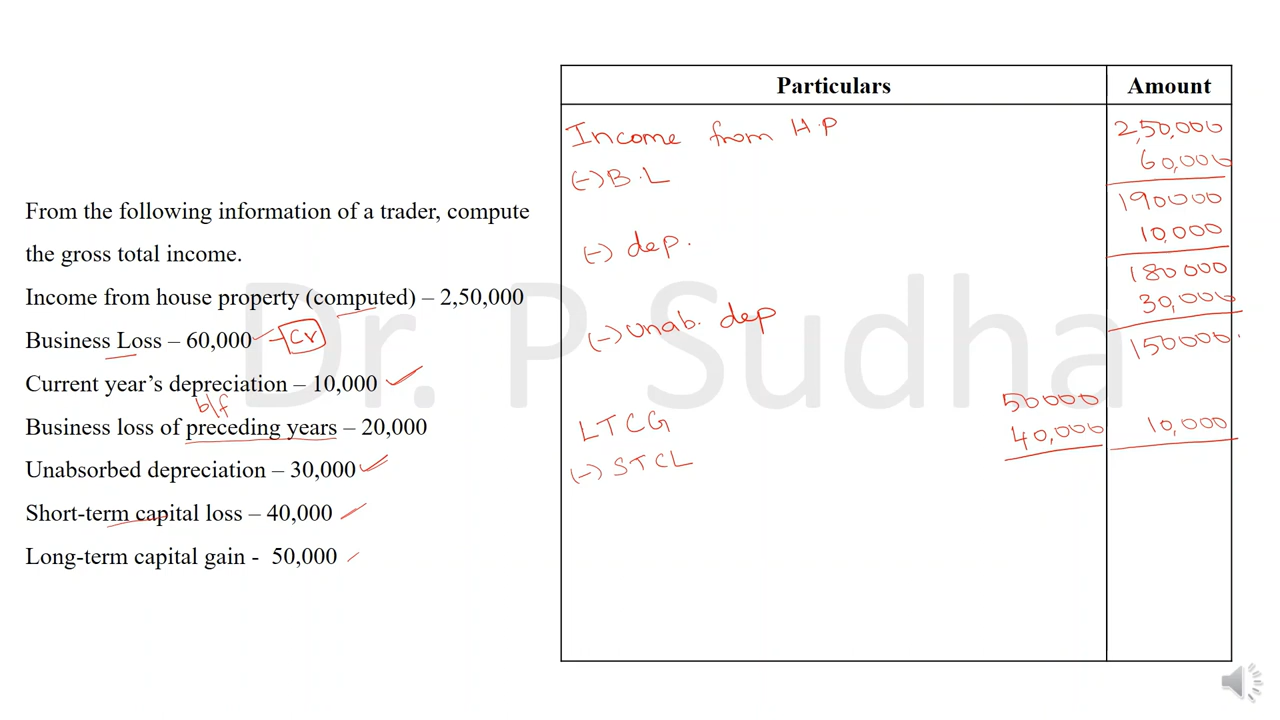 Particulars
Amount
From the following information of a trader, compute
the gross total income.
Income from house property (computed) – 2,50,000
Business Loss – 60,000 → CY
Current year's depreciation – 10,000
b/f
Business loss of preceding years – 20,000
Unabsorbed depreciation – 30,000
Short-term capital loss – 40,000
Long-term capital gain - 50,000
Income from H.P 2,50,000
(-) B.L 60,000
190000
(-) dep. 10,000
180000
(-) Unab. dep 30,000
150000
LTCG 50000
(-) STCL 40,000 10,000
Dr. P Sudha